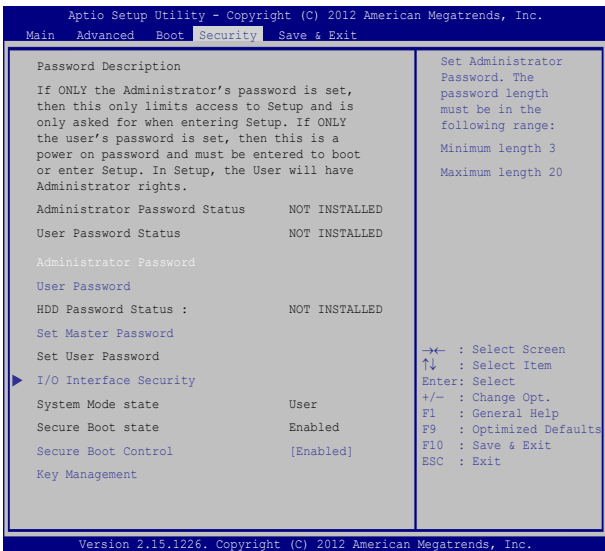 Aptio Setup Utility - Copyright (C) 2012 American Megatrends, Inc.
Main Advanced Boot Security Save & Exit
Password Description
If ONLY the Administrator's password is set,
then this only limits access to Setup and is
only asked for when entering Setup. If ONLY
the user's password is set, then this is a
power on password and must be entered to boot
or enter Setup. In Setup, the User will have
Administrator rights.
Administrator Password Status NOT INSTALLED
User Password Status NOT INSTALLED
Administrator Password
User Password
HDD Password Status : NOT INSTALLED
Set Master Password
Set User Password
I/O Interface Security
System Mode state User
Secure Boot state Enabled
Secure Boot Control [Enabled]
Key Management
Set Administrator
Password. The
password length
must be in the
following range:
Minimum length 3
Maximum length 20
→← : Select Screen
↑↓ : Select Item
Enter: Select
+/— : Change Opt.
F1 : General Help
F9 : Optimized Defaults
F10 : Save & Exit
ESC : Exit
Version 2.15.1226. Copyright (C) 2012 American Megatrends, Inc.